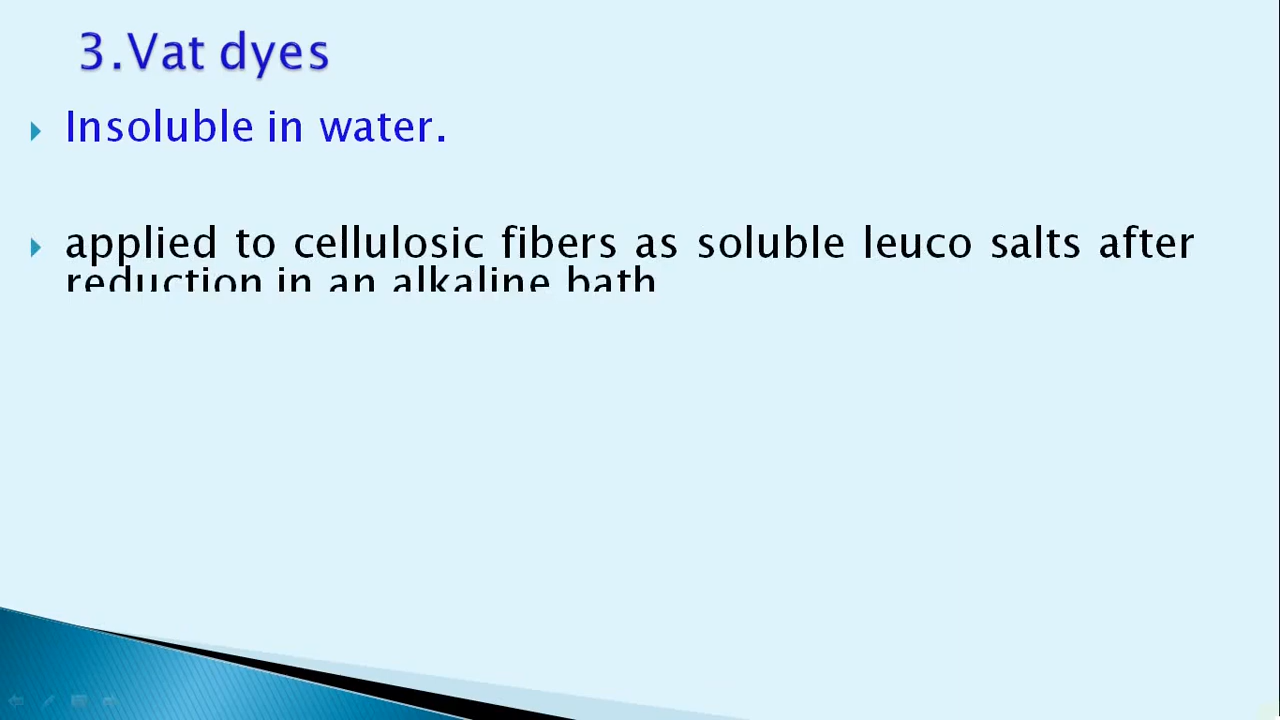 3.Vat dyes
Insoluble in water.
applied to cellulosic fibers as soluble leuco salts after
reduction in an alkaline bath